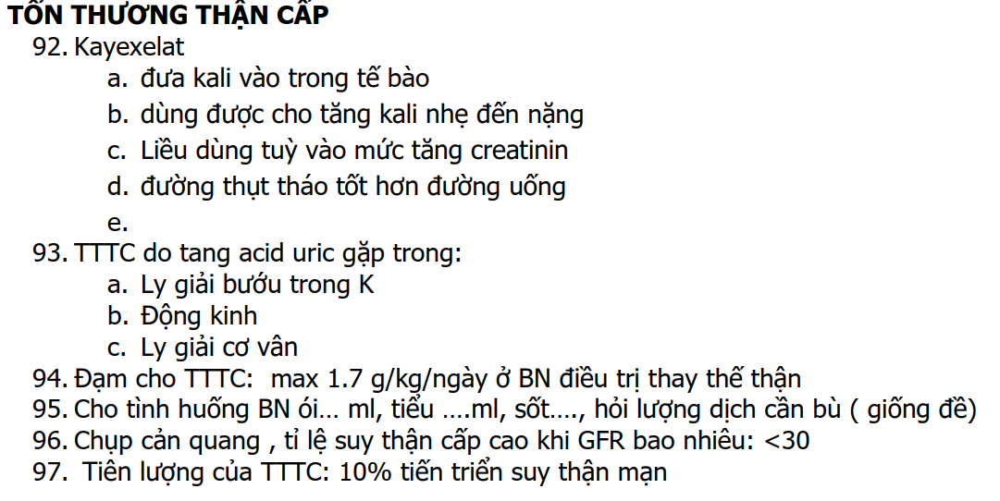 TỔN THƯƠNG THẬN CẤP
92. Kayexelat
a. đưa kali vào trong tế bào
b. dùng được cho tăng kali nhẹ đến nặng
c. Liều dùng tuỳ vào mức tăng creatinin
d. đường thụt tháo tốt hơn đường uống
e.
93. TTTC do tang acid uric gặp trong:
a. Ly giải bướu trong K
b. Động kinh
c. Ly giải cơ vân
94. Đạm cho TTTC: max 1.7 g/kg/ngày ở BN điều trị thay thế thận
95. Cho tình huống BN ói... ml, tiểu ....ml, sốt...., hỏi lượng dịch cần bù ( giống đề)
96. Chụp cản quang , tỉ lệ suy thận cấp cao khi GFR bao nhiêu: <30
97. Tiên lượng của TTTC: 10% tiến triển suy thận mạn